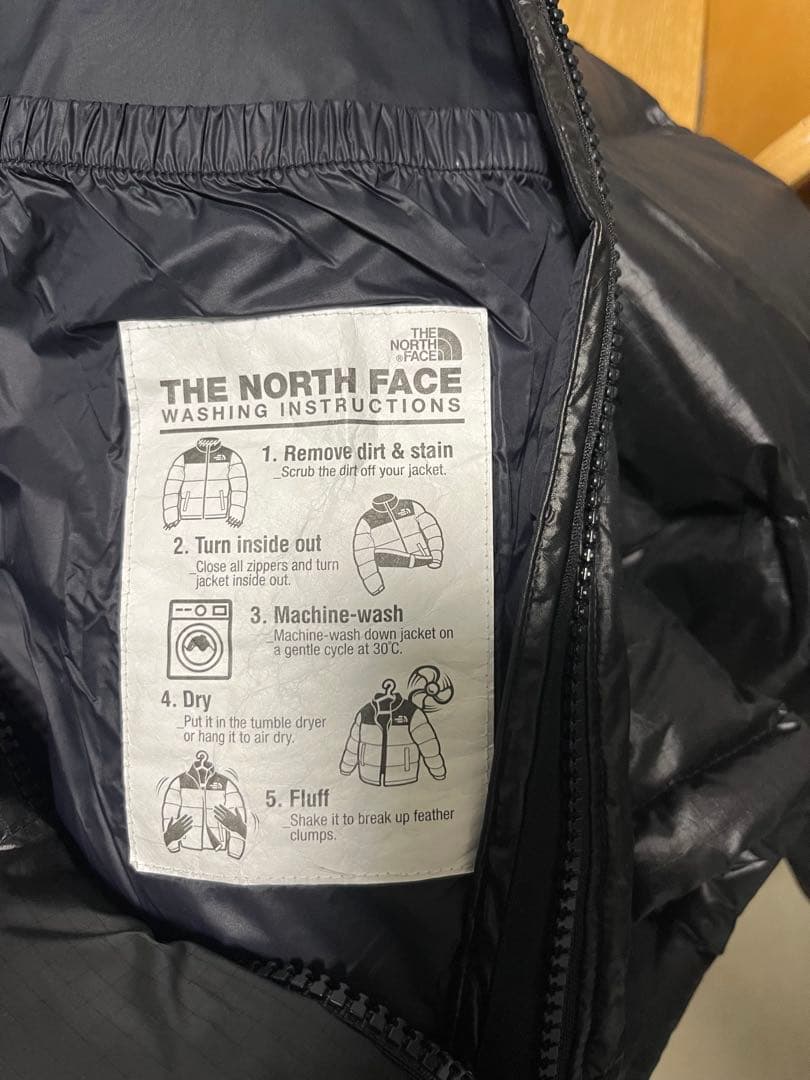 THE
NORTH
®FACE
THE NORTH FACE
WASHING INSTRUCTIONS
1. Remove dirt & stain
_Scrub the dirt off your jacket.
2. Turn inside out
_Close all zippers and turn
jacket inside out.
3. Machine-wash
_Machine-wash down jacket on
a gentle cycle at 30°C.
4. Dry
_Put it in the tumble dryer
or hang it to air dry.
5. Fluff
_Shake it to break up feather
clumps.